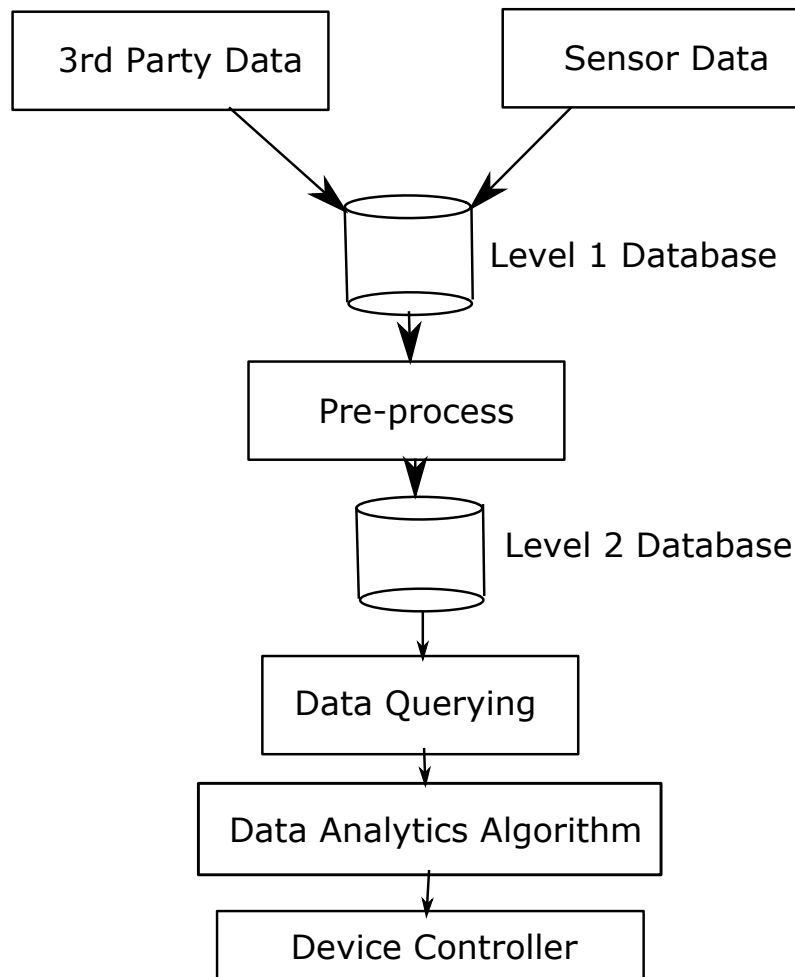 3rd Party Data
Sensor Data
Level 1 Database
Pre-process
Level 2 Database
Data Querying
Data Analytics Algorithm
Device Controller